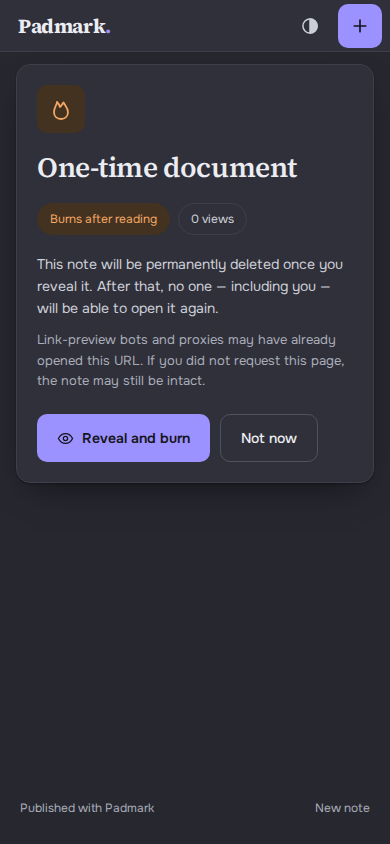 Padmark.
One-time document
Burns after reading
0 views
This note will be permanently deleted once you
reveal it. After that, no one — including you —
will be able to open it again.
Link-preview bots and proxies may have already
opened this URL. If you did not request this page,
the note may still be intact.
Reveal and burn
Not now
Published with Padmark
New note